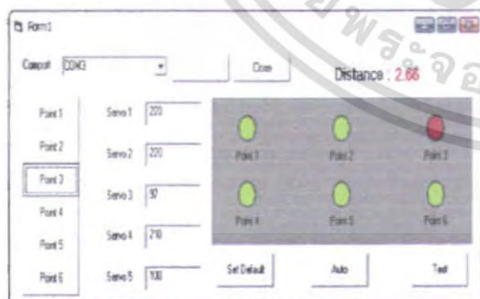 Form1
Comport COM3 Close Distance : 2.66
Point 1 Servo 1 220
Point 2 Servo 2 220
Point 3 Servo 3 97
Point 4 Servo 4 210
Point 5 Servo 5 100
Point 6
Point 1 Point 2 Point 3
Point 4 Point 5 Point 6
Set Default Auto Test